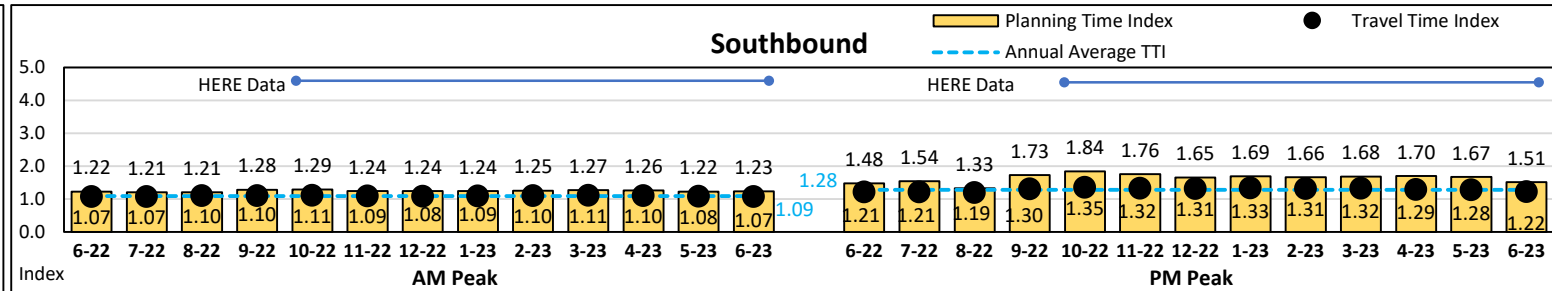 Southbound
Planning Time Index
Travel Time Index
Annual Average TTI
5.0
4.0
3.0
2.0
1.0
0.0
Index
HERE Data
HERE Data
1.22 1.21 1.21 1.28 1.29 1.24 1.24 1.24 1.25 1.27 1.26 1.22 1.23
1.07 1.07 1.10 1.10 1.11 1.09 1.08 1.09 1.10 1.11 1.10 1.08 1.07
6-22 7-22 8-22 9-22 10-22 11-22 12-22 1-23 2-23 3-23 4-23 5-23 6-23
AM Peak
1.28
1.09
1.48 1.54 1.33 1.73 1.84 1.76 1.65 1.69 1.66 1.68 1.70 1.67 1.51
1.21 1.21 1.19 1.30 1.35 1.32 1.31 1.33 1.31 1.32 1.29 1.28 1.22
6-22 7-22 8-22 9-22 10-22 11-22 12-22 1-23 2-23 3-23 4-23 5-23 6-23
PM Peak